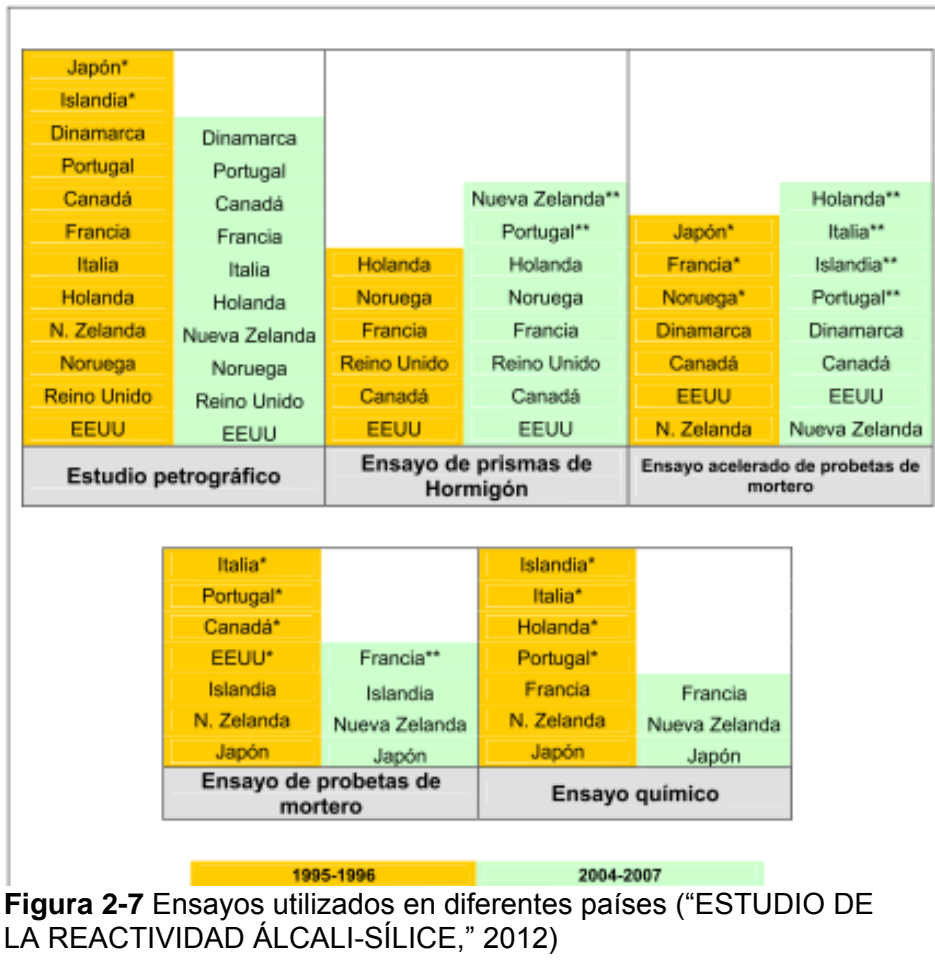 Japón*
Islandia*
Dinamarca
Portugal
Canadá
Francia
Italia
Holanda
N. Zelanda
Noruega
Reino Unido
EEUU
Dinamarca
Portugal
Canadá
Francia
Italia
Holanda
Nueva Zelanda
Noruega
Reino Unido
EEUU
Estudio petrográfico
Holanda
Noruega
Francia
Reino Unido
Canadá
EEUU
Nueva Zelanda**
Portugal**
Holanda
Noruega
Francia
Reino Unido
Canadá
EEUU
Ensayo de prismas de
Hormigón
Japón*
Francia*
Noruega*
Dinamarca
Canadá
EEUU
N. Zelanda
Holanda**
Italia**
Islandia**
Portugal**
Dinamarca
Canadá
EEUU
Nueva Zelanda
Ensayo acelerado de probetas de
mortero
Italia*
Portugal*
Canadá*
EEUU*
Islandia
N. Zelanda
Japón
Francia**
Islandia
Nueva Zelanda
Japón
Ensayo de probetas de
mortero
Islandia*
Italia*
Holanda*
Portugal*
Francia
N. Zelanda
Japón
Francia
Nueva Zelanda
Japón
Ensayo químico
1995-1996
2004-2007
Figura 2-7 Ensayos utilizados en diferentes países (“ESTUDIO DE
LA REACTIVIDAD ÁLCALI-SÍLICE,” 2012)